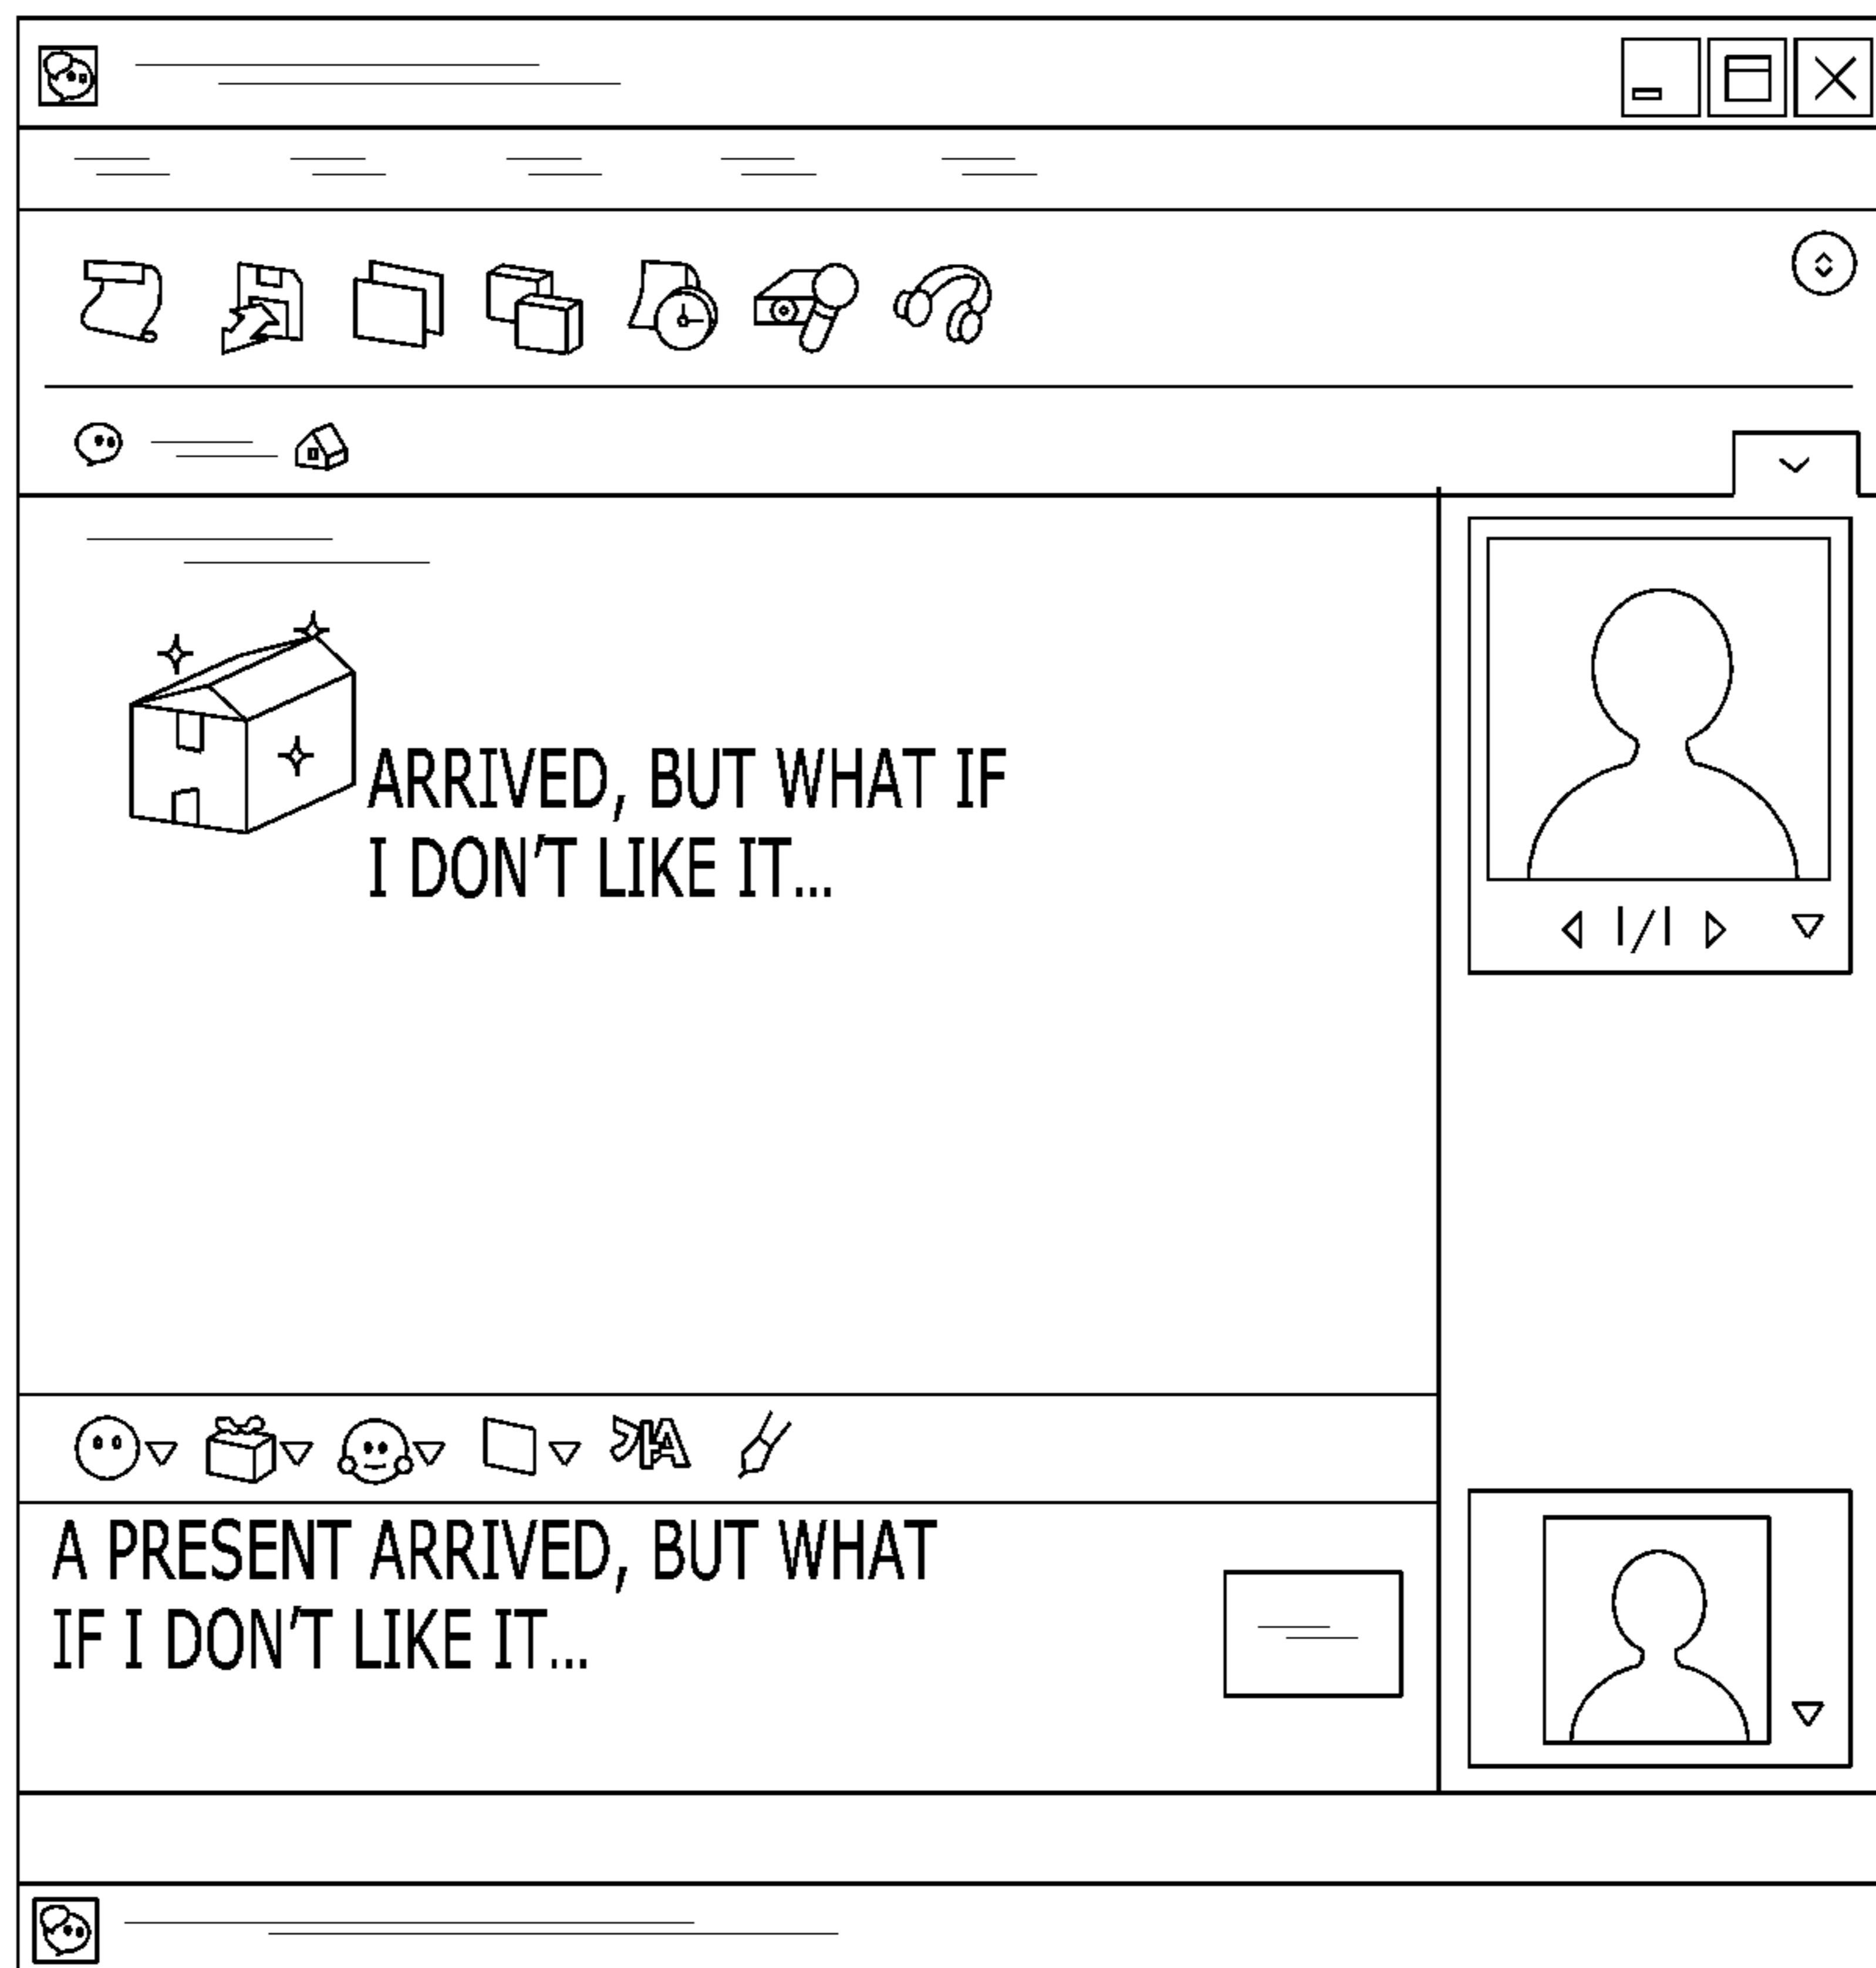 ARRIVED, BUT WHAT IF
I DON'T LIKE IT...
1/1
가A
A PRESENT ARRIVED, BUT WHAT
IF I DON'T LIKE IT...